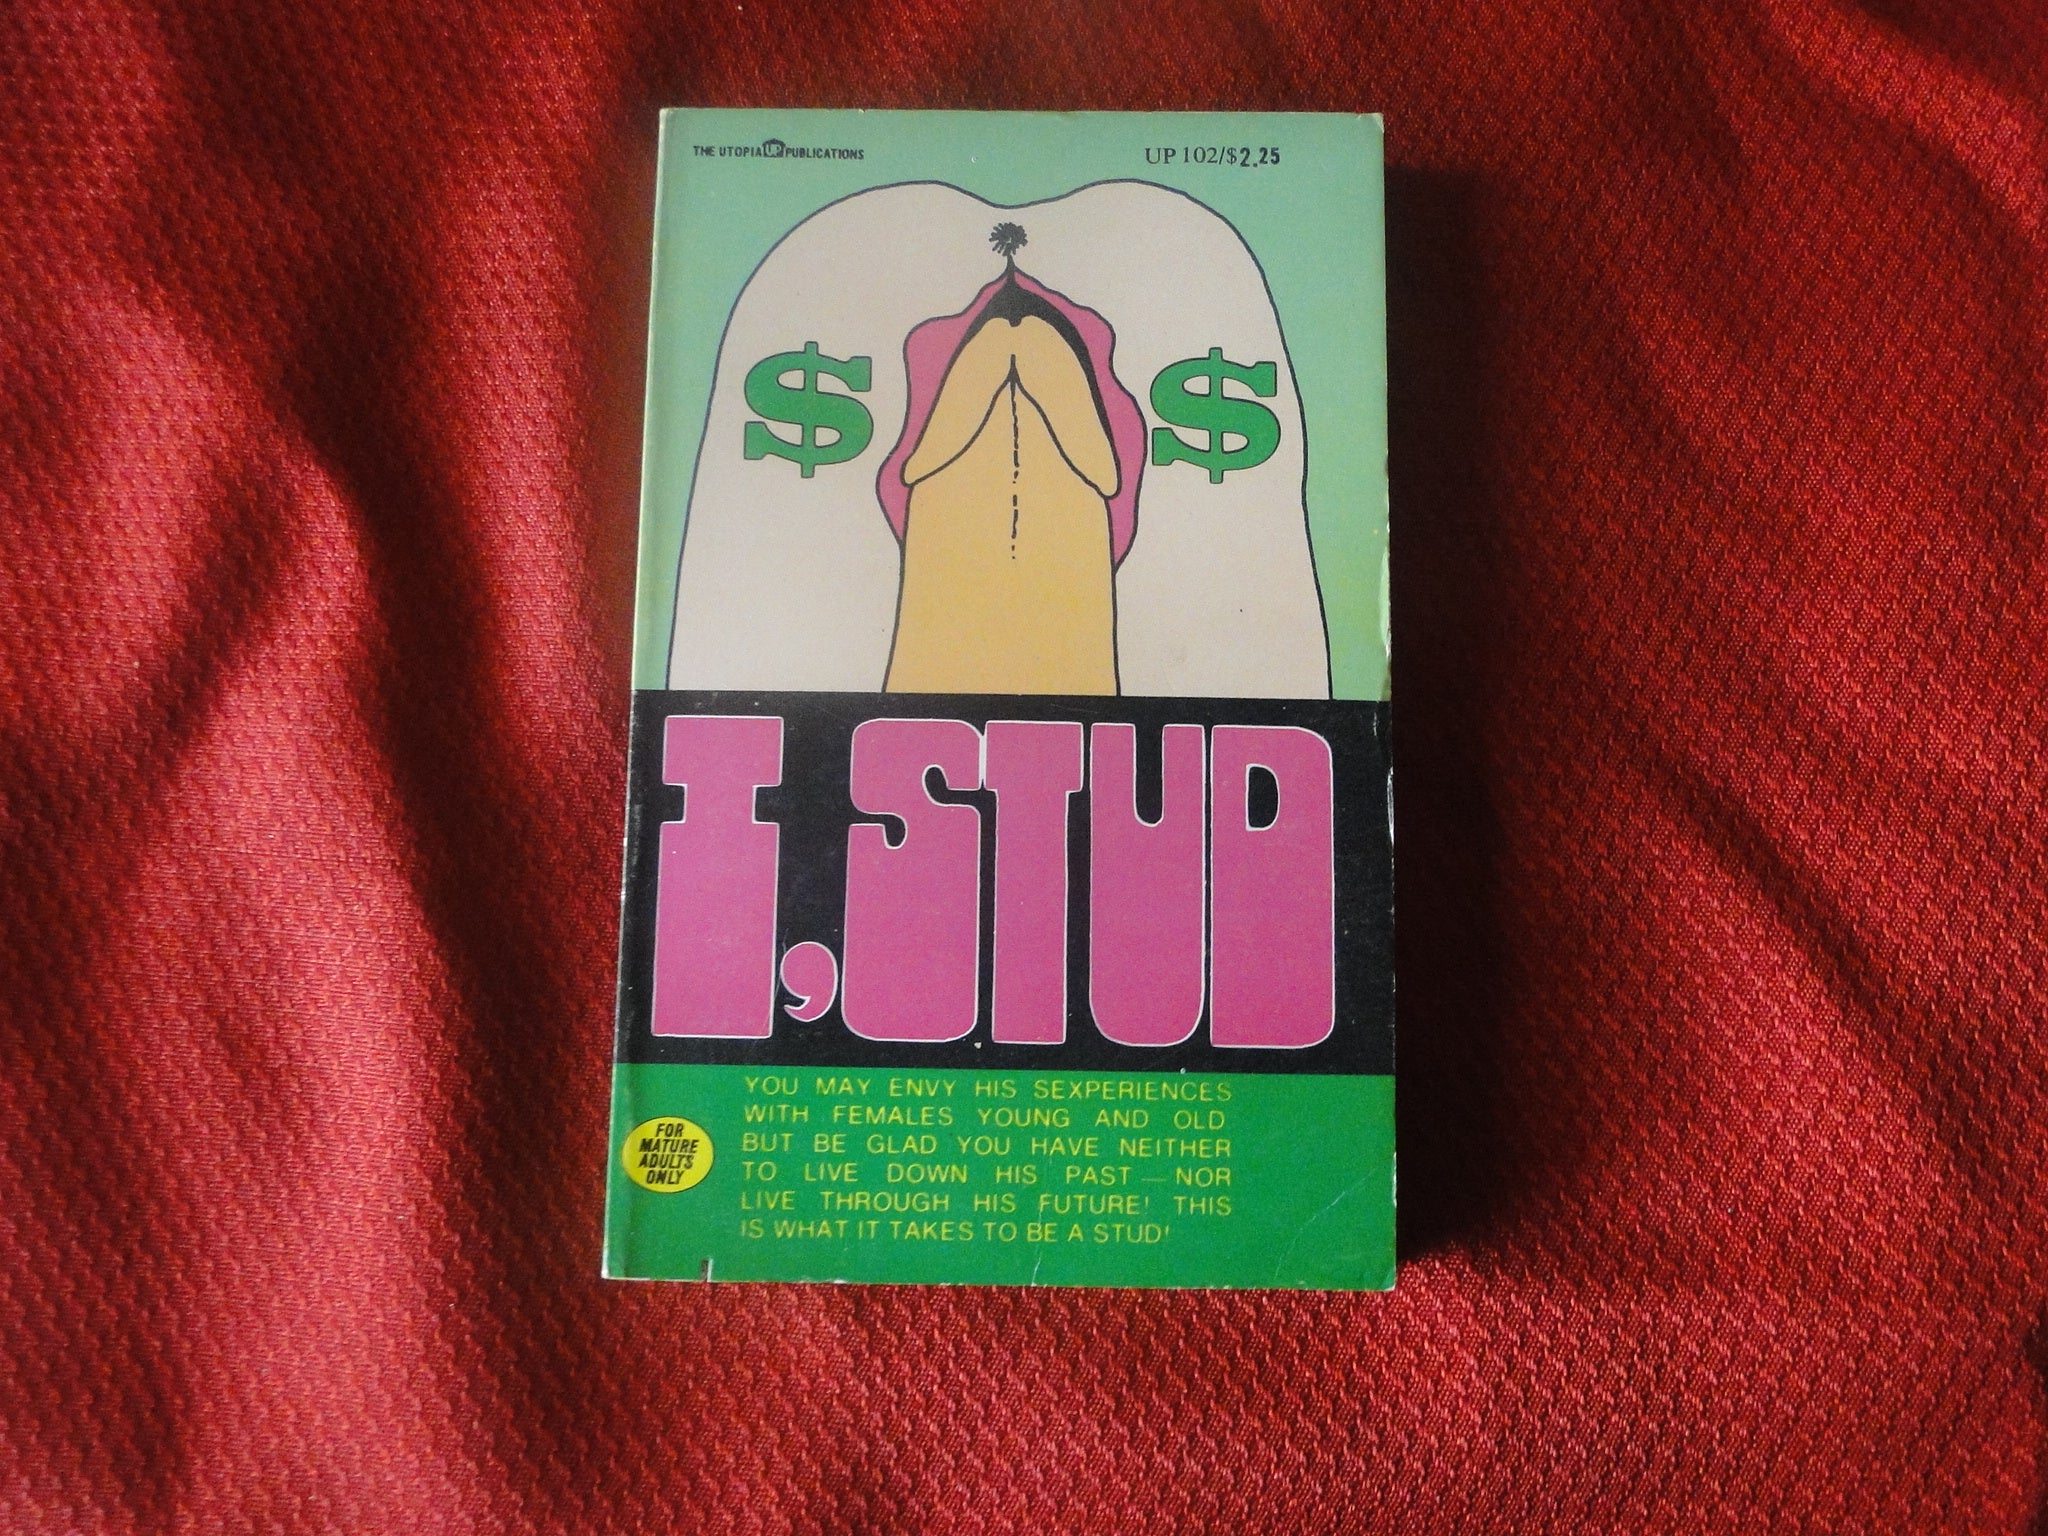 THE UTOPIA UP PUBLICATIONS
UP 102/$2.25
$ $
I, STUD
YOU MAY ENVY HIS SEXPERIENCES
WITH FEMALES YOUNG AND OLD
BUT BE GLAD YOU HAVE NEITHER
TO LIVE DOWN HIS PAST — NOR
LIVE THROUGH HIS FUTURE! THIS
IS WHAT IT TAKES TO BE A STUD!
FOR
MATURE
ADULTS
ONLY